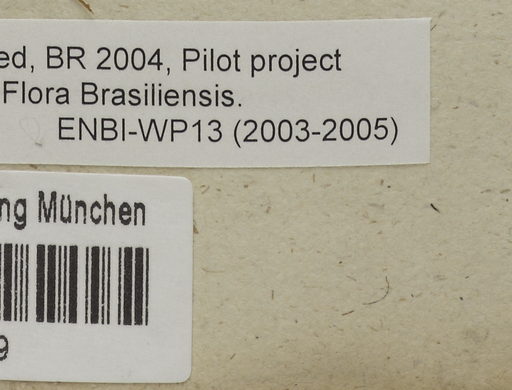 ed, BR 2004, Pilot project
Flora Brasiliensis.
ENBI-WP13 (2003-2005)
ng München
9